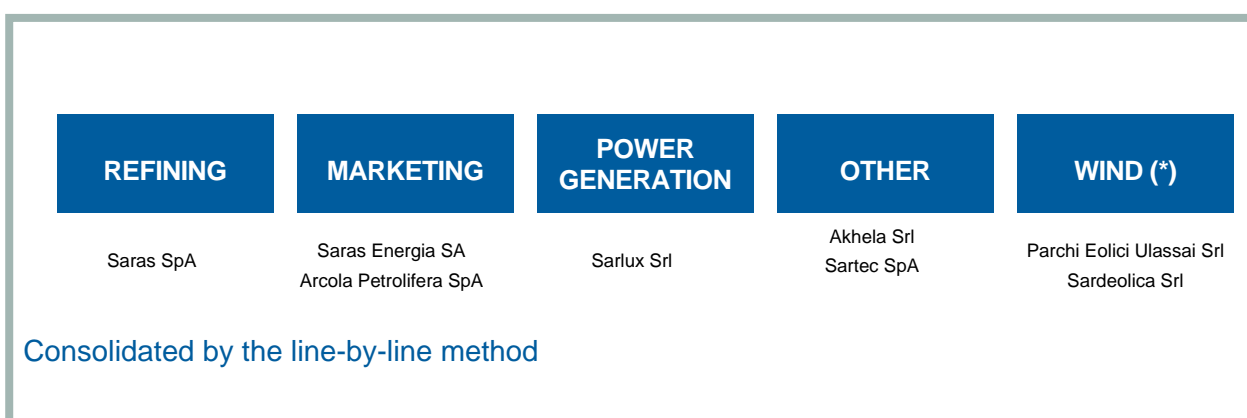 REFINING
MARKETING
POWER
GENERATION
OTHER
WIND (*)
Saras SpA
Saras Energia SA
Arcola Petrolifera SpA
Sarlux Srl
Akhela Srl
Sartec SpA
Parchi Eolici Ulassai Srl
Sardeolica Srl
Consolidated by the line-by-line method